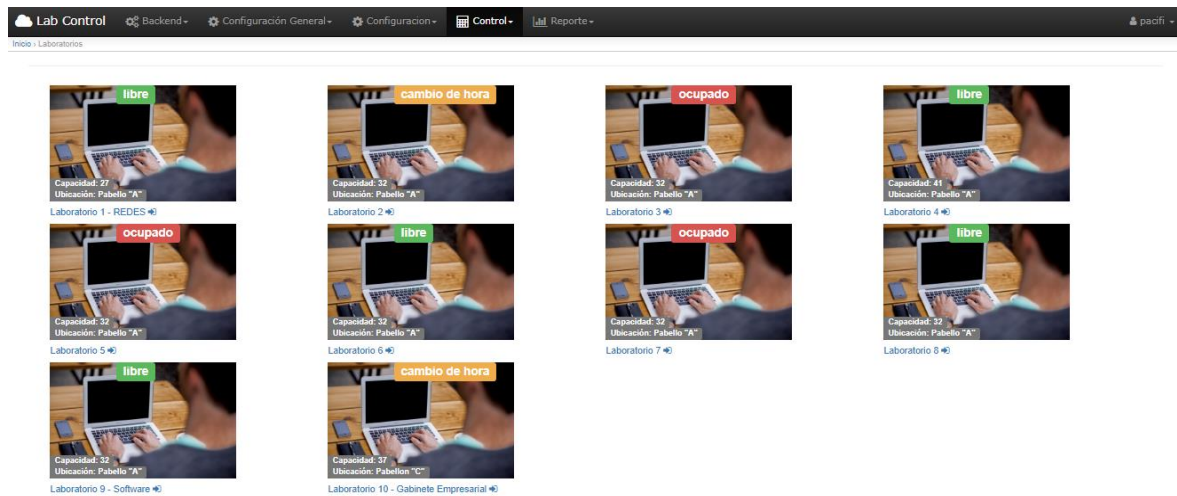 Lab Control Backend Configuración General Configuracion Control Reporte pacifi
Inicio › Laboratorios
libre
Capacidad: 27
Ubicación: Pabello "A"
Laboratorio 1 - REDES
cambio de hora
Capacidad: 32
Ubicación: Pabello "A"
Laboratorio 2
ocupado
Capacidad: 32
Ubicación: Pabello "A"
Laboratorio 3
libre
Capacidad: 41
Ubicación: Pabello "A"
Laboratorio 4
ocupado
Capacidad: 32
Ubicación: Pabello "A"
Laboratorio 5
libre
Capacidad: 32
Ubicación: Pabello "A"
Laboratorio 6
ocupado
Capacidad: 32
Ubicación: Pabello "A"
Laboratorio 7
libre
Capacidad: 32
Ubicación: Pabello "A"
Laboratorio 8
libre
Capacidad: 32
Ubicación: Pabello "A"
Laboratorio 9 - Software
cambio de hora
Capacidad: 37
Ubicación: Pabellon "C"
Laboratorio 10 - Gabinete Empresarial